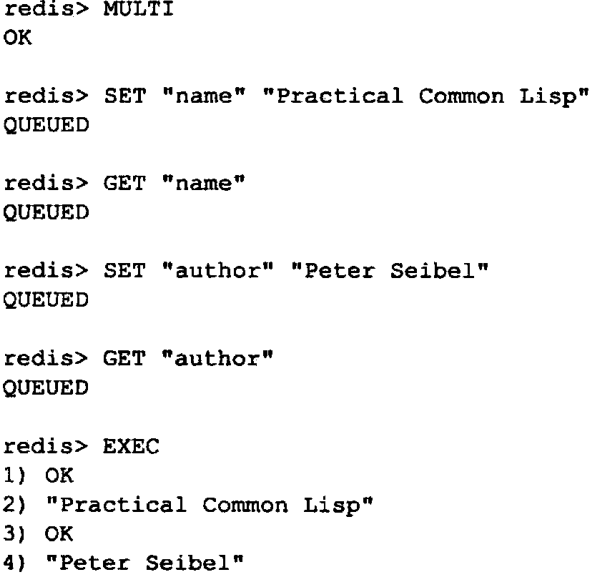 redis> MULTI
OK
redis> SET "name" "Practical Common Lisp"
QUEUED
redis> GET "name"
QUEUED
redis> SET "author" "Peter Seibel"
QUEUED
redis> GET "author"
QUEUED
redis> EXEC
1) OK
2) "Practical Common Lisp"
3) OK
4) "Peter Seibel"